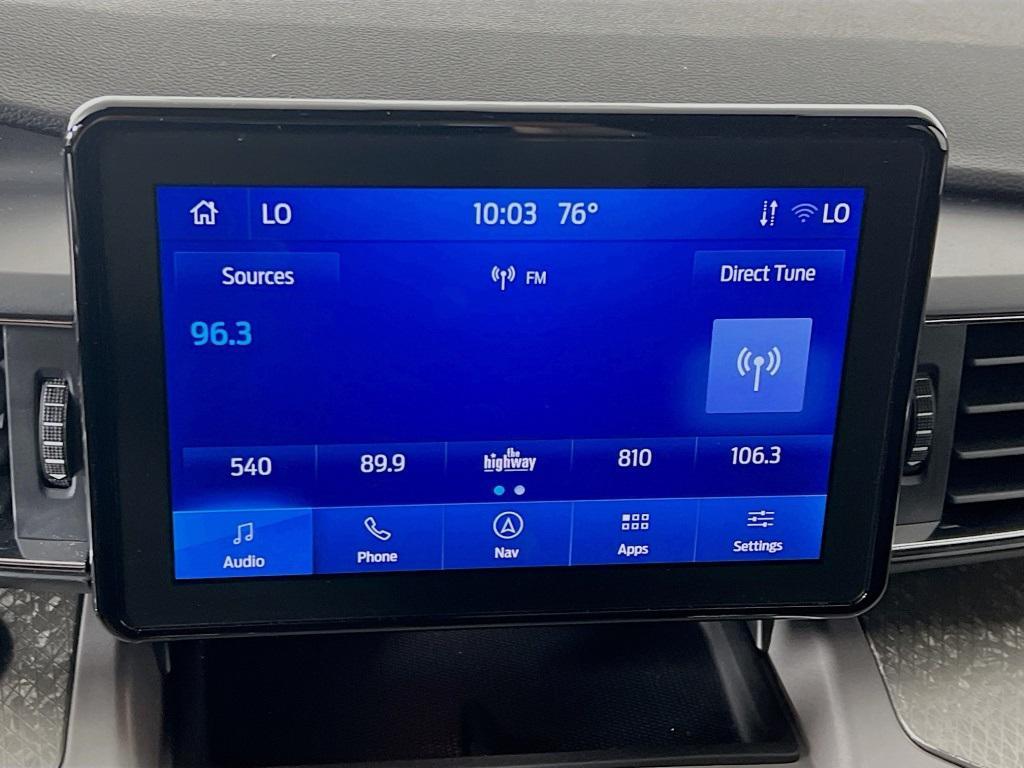 LO 10:03 76° LO
Sources FM Direct Tune
96.3
540 89.9 the highway 810 106.3
Audio Phone Nav Apps Settings